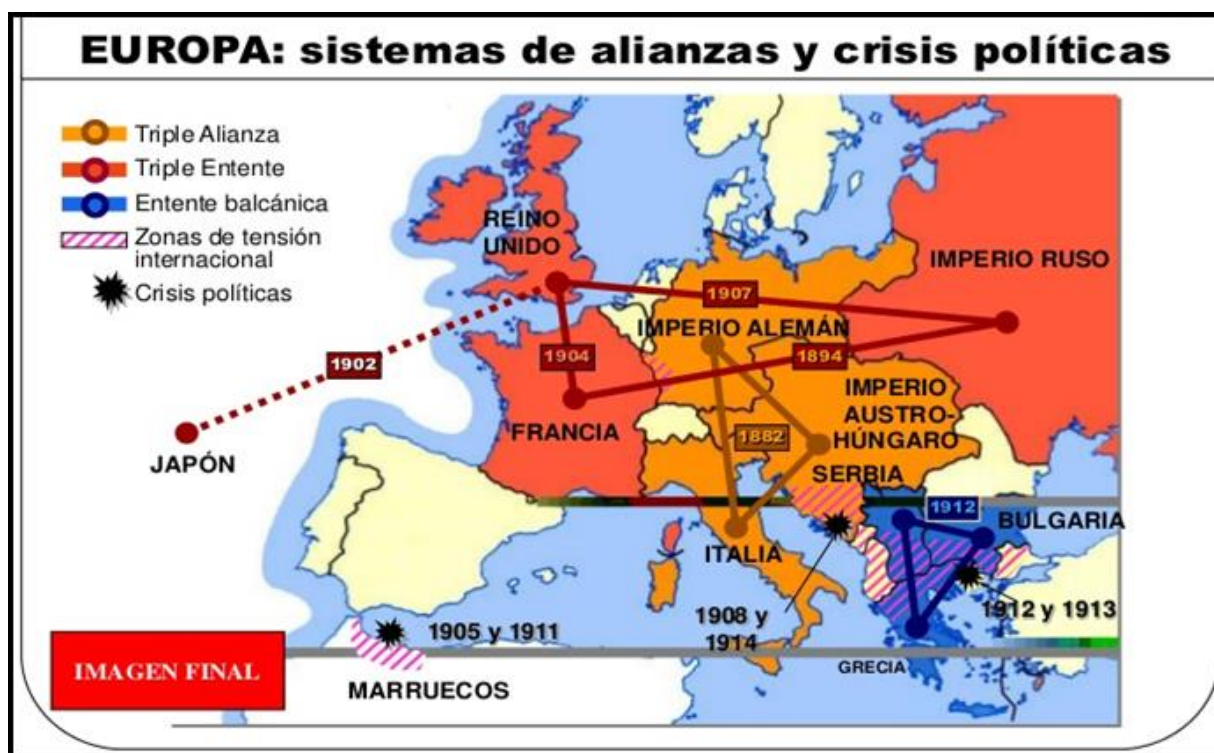 EUROPA: sistemas de alianzas y crisis políticas
Triple Alianza
Triple Entente
Entente balcánica
Zonas de tensión
internacional
Crisis políticas
REINO
UNIDO
IMPERIO RUSO
1907
IMPERIO ALEMÁN
1902
1904
1894
IMPERIO
AUSTRO-
HÚNGARO
FRANCIA
1882
JAPÓN
SERBIA
1912
BULGARIA
ITALIA
1908 y
1914
1912 y 1913
1905 y 1911
GRECIA
IMAGEN FINAL
MARRUECOS